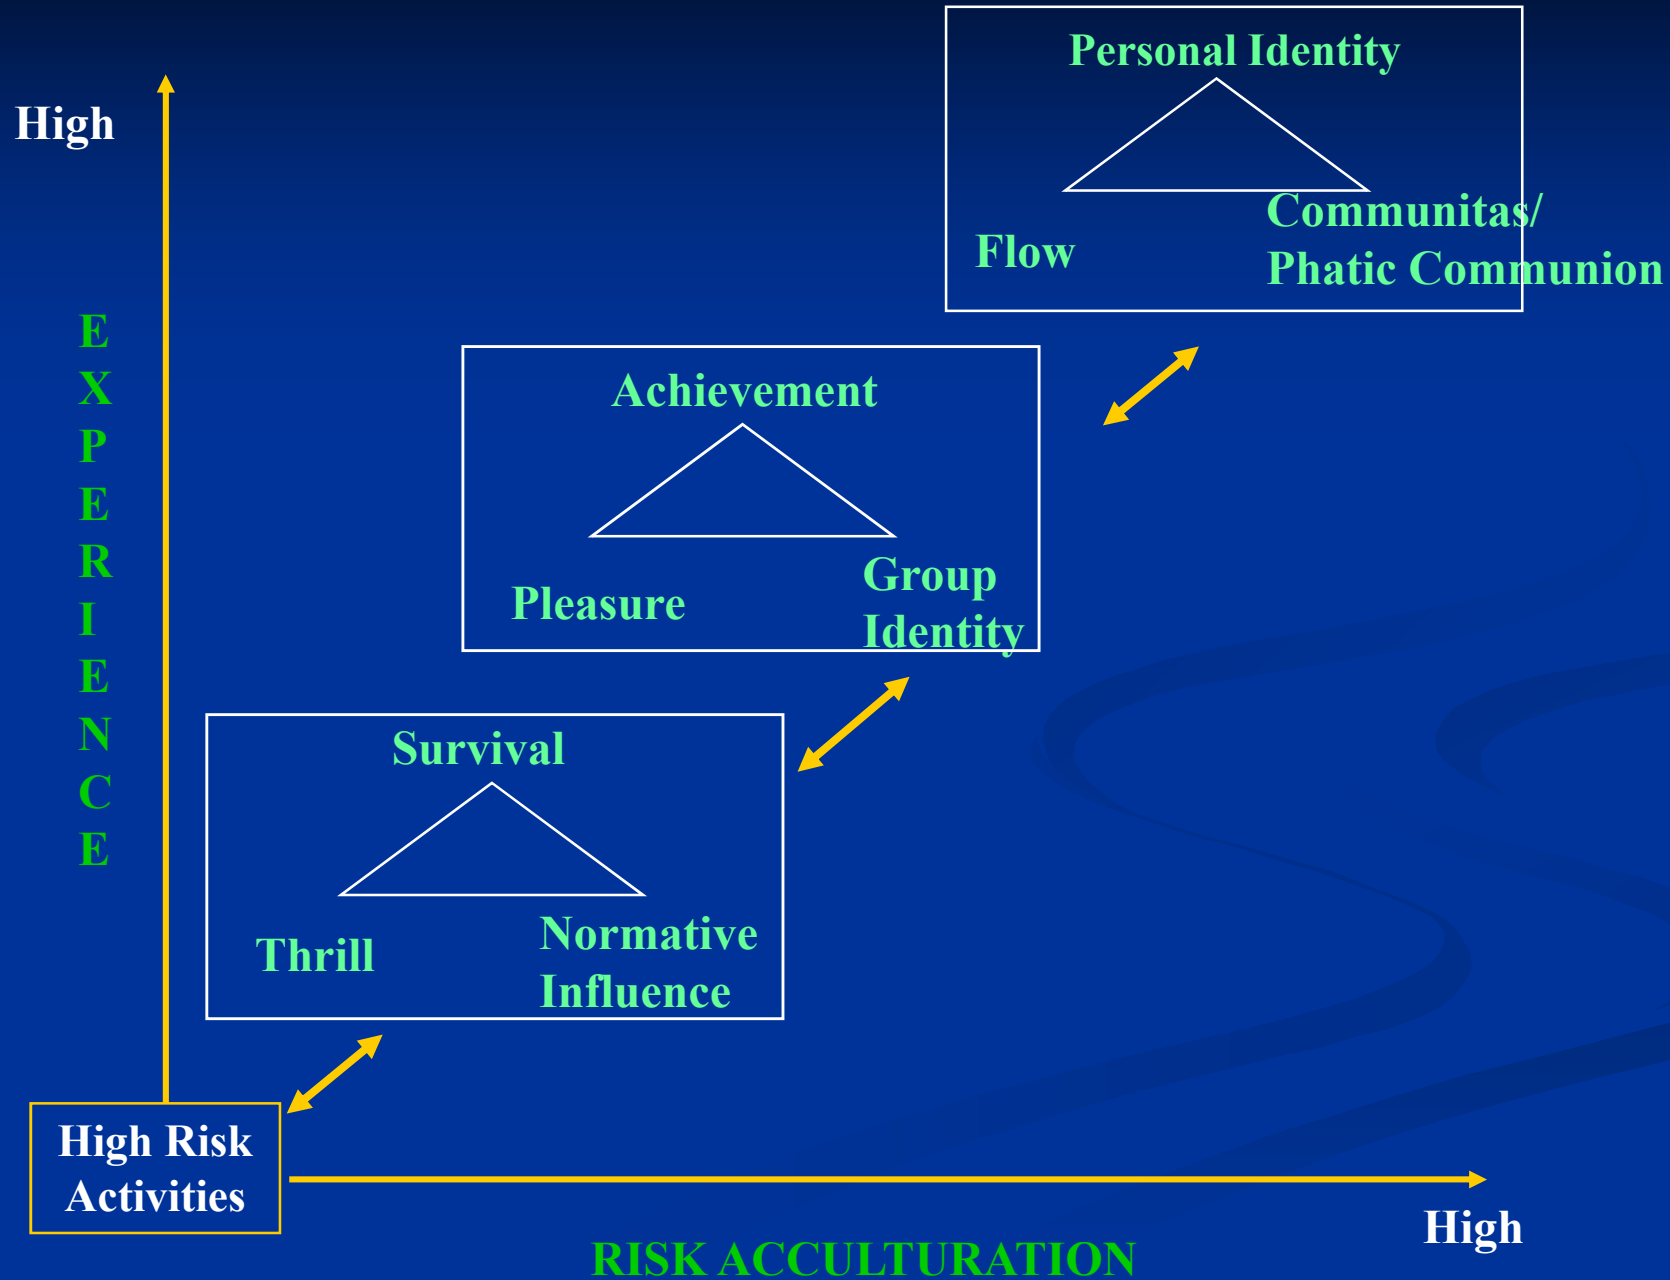 Personal Identity
High
Communitas/
Flow
Phatic Communion
EXPERIENCE
Achievement
Group
Pleasure
Identity
Survival
Normative
Thrill
Influence
High Risk
Activities
High
RISK ACCULTURATION